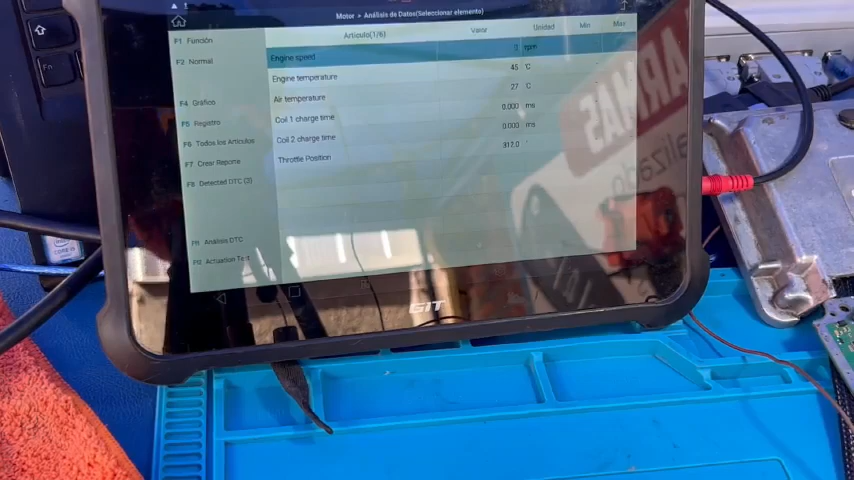 Motor > Análisis de Datos(Seleccionar elemento)
Artículo(1/6) Valor Unidad Min Max
F1 Función
F2 Normal
F4 Gráfico
F5 Registro
F6 Todos los Artículos
F7 Crear Reporte
F8 Detected DTC (3)
Análisis DTC
Actuation Test
Engine speed 0 rpm
Engine temperature 45 °C
Air temperature 27 °C
Coil 1 charge time 0.000 ms
Coil 2 charge time 0.000 ms
Throttle Position 312.0 °
GIT
ARMAS
Fn